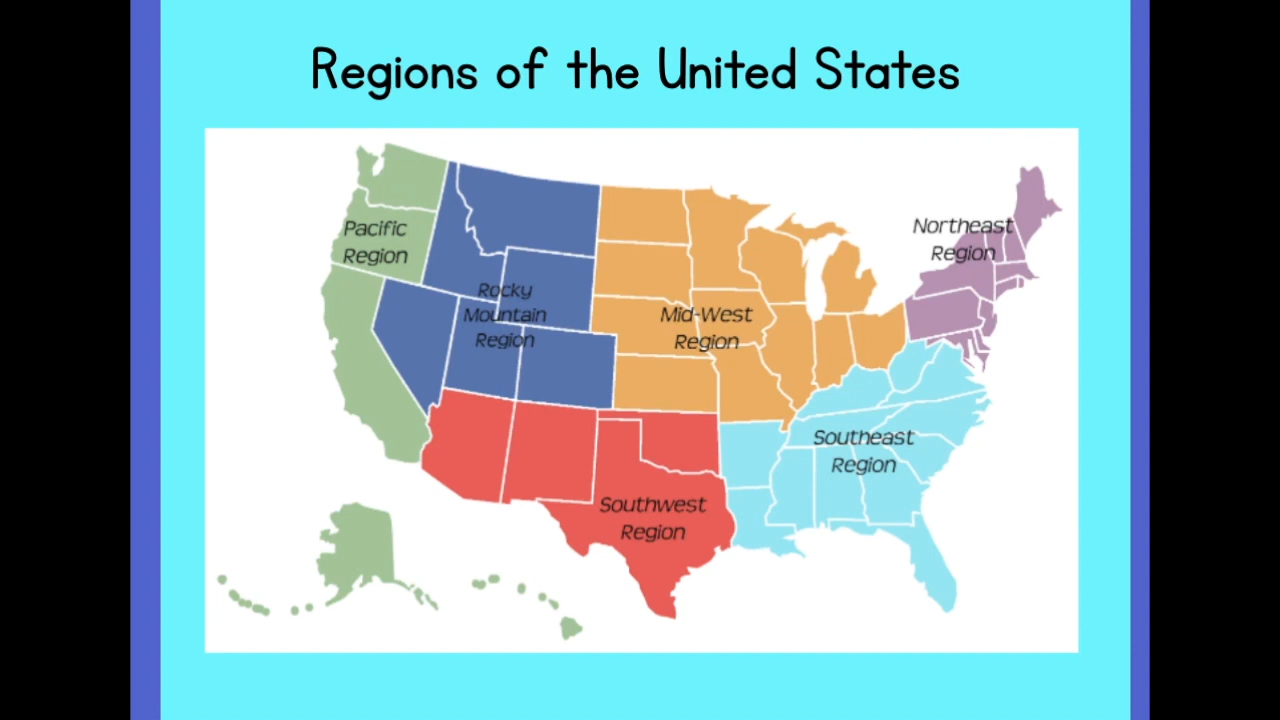 Regions of the United States
Northeast
Region
Pacific
Region
Rocky
Mountain
Region
Mid-West
Region
Southeast
Region
Southwest
Region